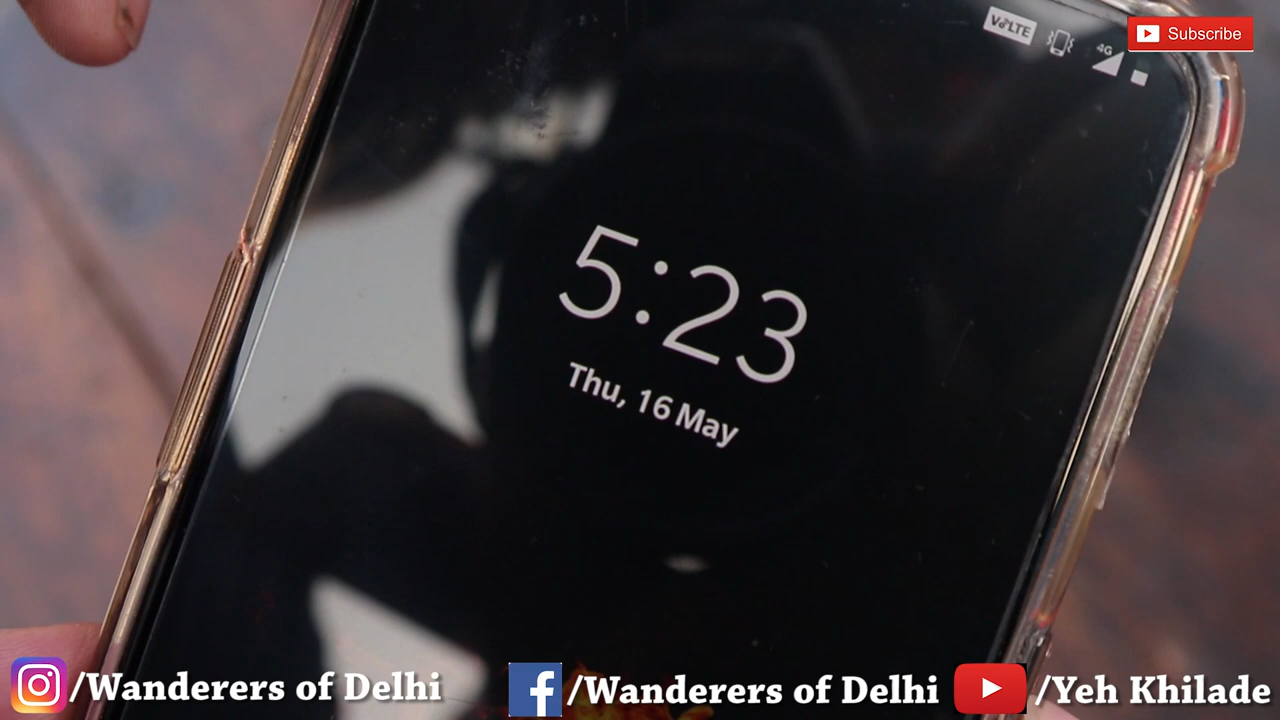 VoLTE
4G
Subscribe
5:23
Thu, 16 May
/Wanderers of Delhi
/Wanderers of Delhi
/Yeh Khilade